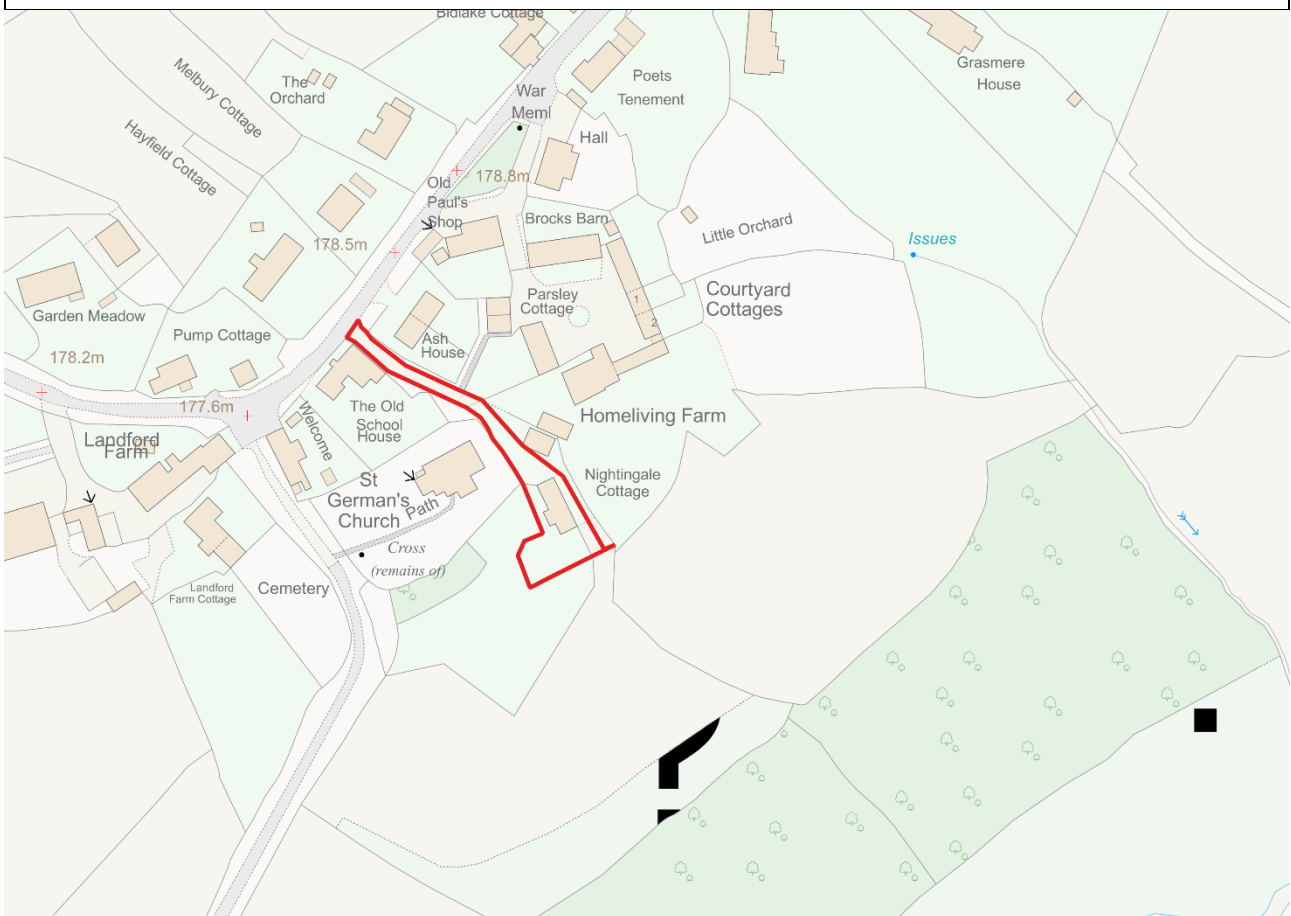 Bidlake Cottage
Grasmere
House
Poets
Tenement
Melbury Cottage
The
Orchard
War
Meml
Hayfield Cottage
Hall
178.8m
Old
Paul's
Shop
Brocks Barn
Little Orchard
Issues
178.5m
Parsley
Cottage
1
2
Courtyard
Cottages
Garden Meadow
Pump Cottage
Ash
House
178.2m
177.6m
Welcome
The Old
School
House
Homeliving Farm
Landford
Farm
Nightingale
Cottage
St
German's
Church
Path
Cross
(remains of)
Landford
Farm Cottage
Cemetery